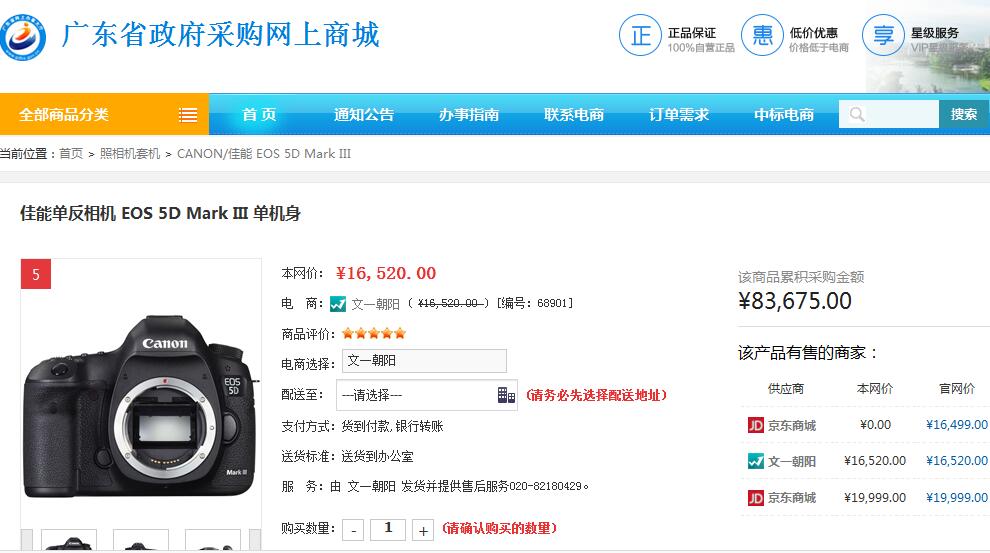 广东省政府采购网上商城
正 正品保证 100%自营正品
惠 低价优惠 价格低于电商
享 星级服务 VIP星级服务
全部商品分类 首页 通知公告 办事指南 联系电商 订单需求 中标电商 搜索
当前位置：首页 > 照相机套机 > CANON/佳能 EOS 5D Mark III
佳能单反相机 EOS 5D Mark III 单机身
5
Canon
EOS
5D
Mark III
本网价： ¥16,520.00
电 商： 文一朝阳 （ ¥16,520.00 ）[编号：68901]
商品评价：
电商选择： 文一朝阳
配送至： ---请选择--- (请务必先选择配送地址)
支付方式：货到付款,银行转账
送货标准：送货到办公室
服 务：由 文一朝阳 发货并提供售后服务020-82180429。
购买数量： - 1 + (请确认购买的数量)
该商品累积采购金额
¥83,675.00
该产品有售的商家：
供应商 本网价 官网价
JD 京东商城 ¥0.00 ¥16,499.00
文一朝阳 ¥16,520.00 ¥16,520.00
JD 京东商城 ¥19,999.00 ¥19,999.00